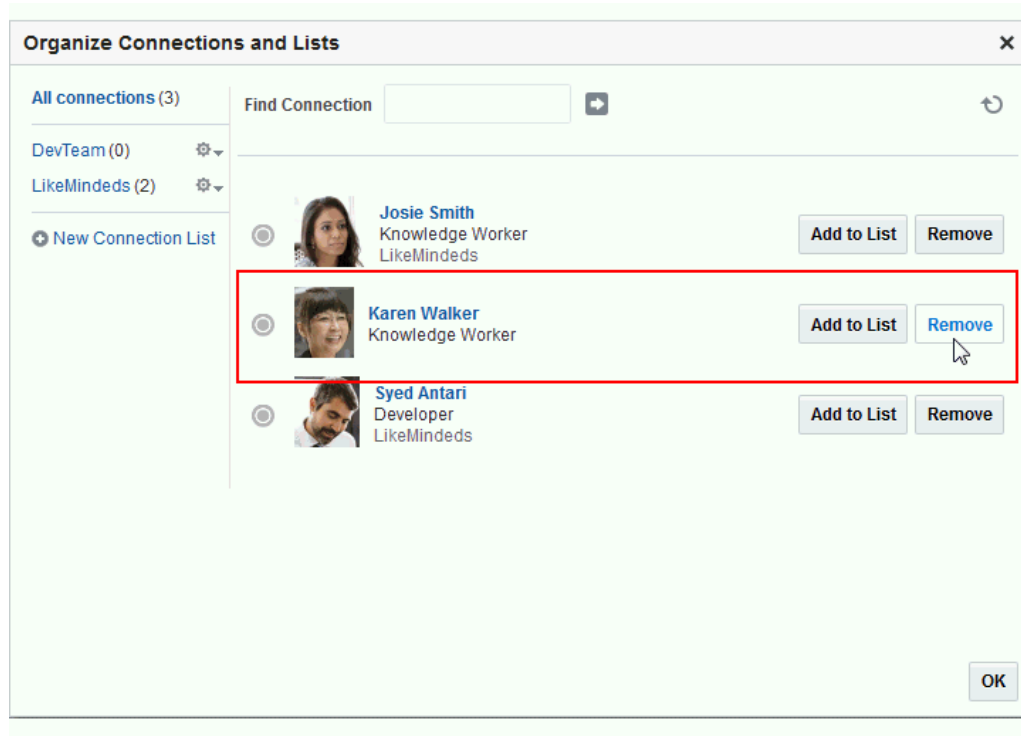 Organize Connections and Lists
All connections (3)
Find Connection
DevTeam (0)
LikeMindeds (2)
New Connection List
Josie Smith
Knowledge Worker
LikeMindeds
Add to List Remove
Karen Walker
Knowledge Worker
Add to List Remove
Syed Antari
Developer
LikeMindeds
Add to List Remove
OK